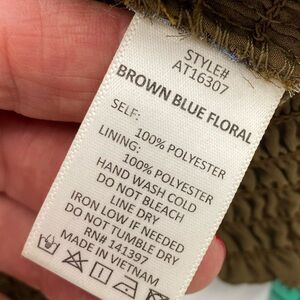 STYLE#
AT16307
BROWN BLUE FLORAL
SELF:
100% POLYESTER
LINING:
100% POLYESTER
HAND WASH COLD
DO NOT BLEACH
LINE DRY
IRON LOW IF NEEDED
DO NOT TUMBLE DRY
RN# 141397
MADE IN VIETNAM